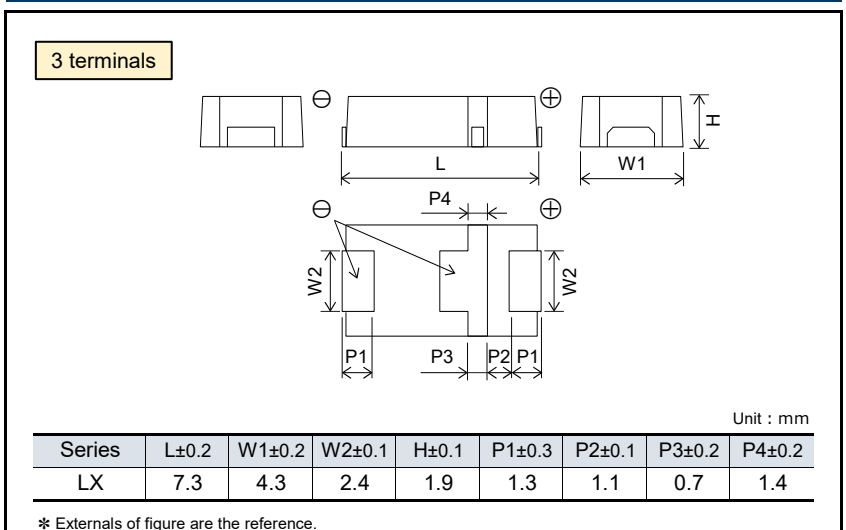 3 terminals
⊖
⊕
H
L
W1
P4
⊖
⊕
W2
W2
P1
P3
P2
P1
Unit：mm
Series L±0.2 W1±0.2 W2±0.1 H±0.1 P1±0.3 P2±0.1 P3±0.2 P4±0.2
LX 7.3 4.3 2.4 1.9 1.3 1.1 0.7 1.4
✻ Externals of figure are the reference.